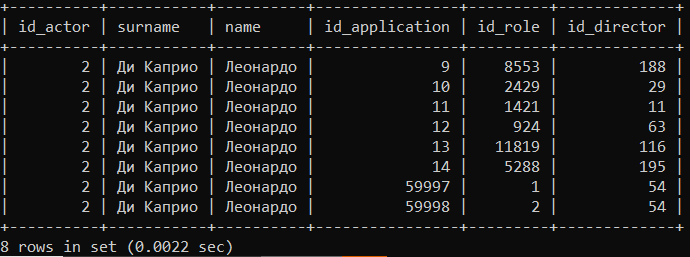 +----------+-----------+----------+----------------+---------+-------------+
| id_actor | surname   | name     | id_application | id_role | id_director |
+----------+-----------+----------+----------------+---------+-------------+
|        2 | Ди Каприо | Леонардо |              9 |    8553 |         188 |
|        2 | Ди Каприо | Леонардо |             10 |    2429 |          29 |
|        2 | Ди Каприо | Леонардо |             11 |    1421 |          11 |
|        2 | Ди Каприо | Леонардо |             12 |     924 |          63 |
|        2 | Ди Каприо | Леонардо |             13 |   11819 |         116 |
|        2 | Ди Каприо | Леонардо |             14 |    5288 |         195 |
|        2 | Ди Каприо | Леонардо |          59997 |       1 |          54 |
|        2 | Ди Каприо | Леонардо |          59998 |       2 |          54 |
+----------+-----------+----------+----------------+---------+-------------+
8 rows in set (0.0022 sec)